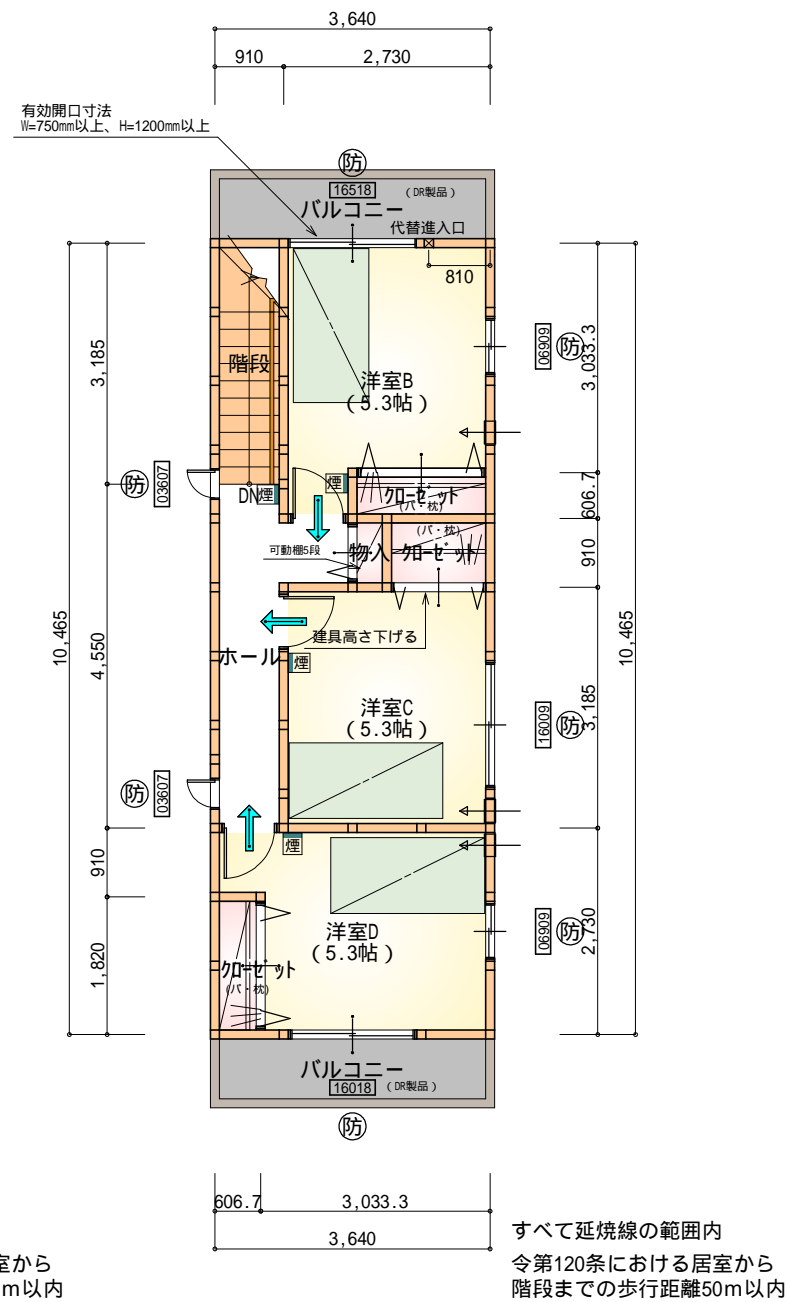 3,640
910
2,730
有効開口寸法
W=750mm以上、H=1200mm以上
防
16518
(DR製品)
バルコニー
代替進入口
810
3,185
階段
洋室B
(5.3帖)
06909
防
3,033.3
防
03607
DN
煙
煙
クローゼット
(パ・枕)
606.7
可動棚5段
物入
(パ・枕)
クローゼット
910
10,465
4,550
建具高さ下げる
ホール
煙
洋室C
(5.3帖)
16009
防
3,185
10,465
防
03607
910
煙
1,820
洋室D
(5.3帖)
クローゼット
(パ・枕)
06909
防
2,730
バルコニー
16018
(DR製品)
防
606.7
3,033.3
3,640
すべて延焼線の範囲内
室から
令第120条における居室から
m以内
階段までの歩行距離50m以内